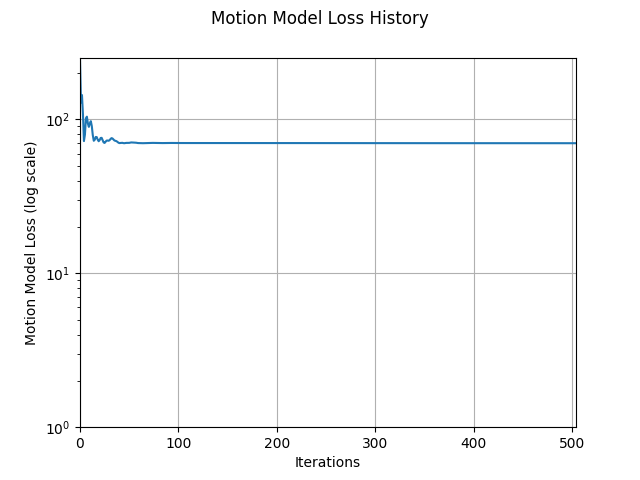 Motion Model Loss History
Motion Model Loss (log scale)
10²
10¹
10⁰
0 100 200 300 400 500
Iterations